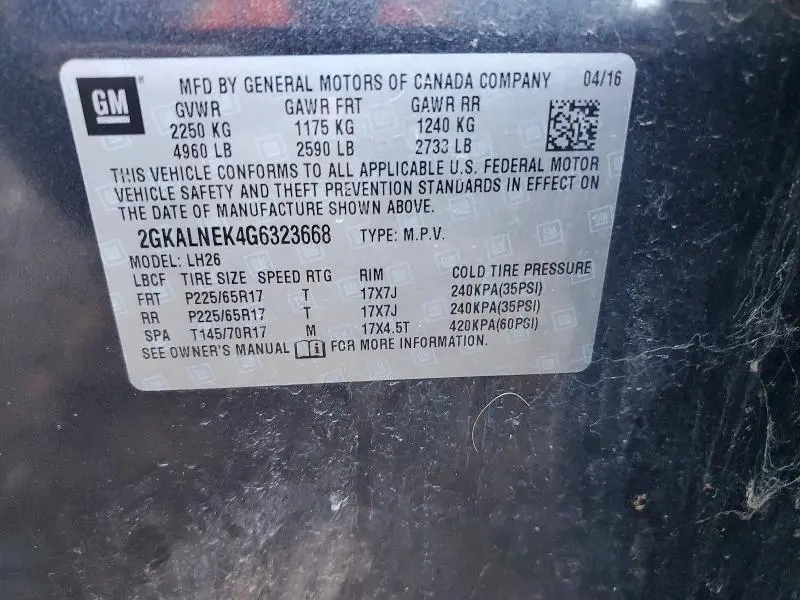 GM ® MFD BY GENERAL MOTORS OF CANADA COMPANY 04/16
GVWR GAWR FRT GAWR RR
2250 KG 1175 KG 1240 KG
4960 LB 2590 LB 2733 LB
THIS VEHICLE CONFORMS TO ALL APPLICABLE U.S. FEDERAL MOTOR
VEHICLE SAFETY AND THEFT PREVENTION STANDARDS IN EFFECT ON
THE DATE OF MANUFACTURE SHOWN ABOVE.
2GKALNEK4G6323668 TYPE: M.P.V.
MODEL: LH26
LBCF TIRE SIZE SPEED RTG RIM COLD TIRE PRESSURE
FRT P225/65R17 T 17X7J 240KPA(35PSI)
RR P225/65R17 T 17X7J 240KPA(35PSI)
SPA T145/70R17 M 17X4.5T 420KPA(60PSI)
SEE OWNER'S MANUAL FOR MORE INFORMATION.